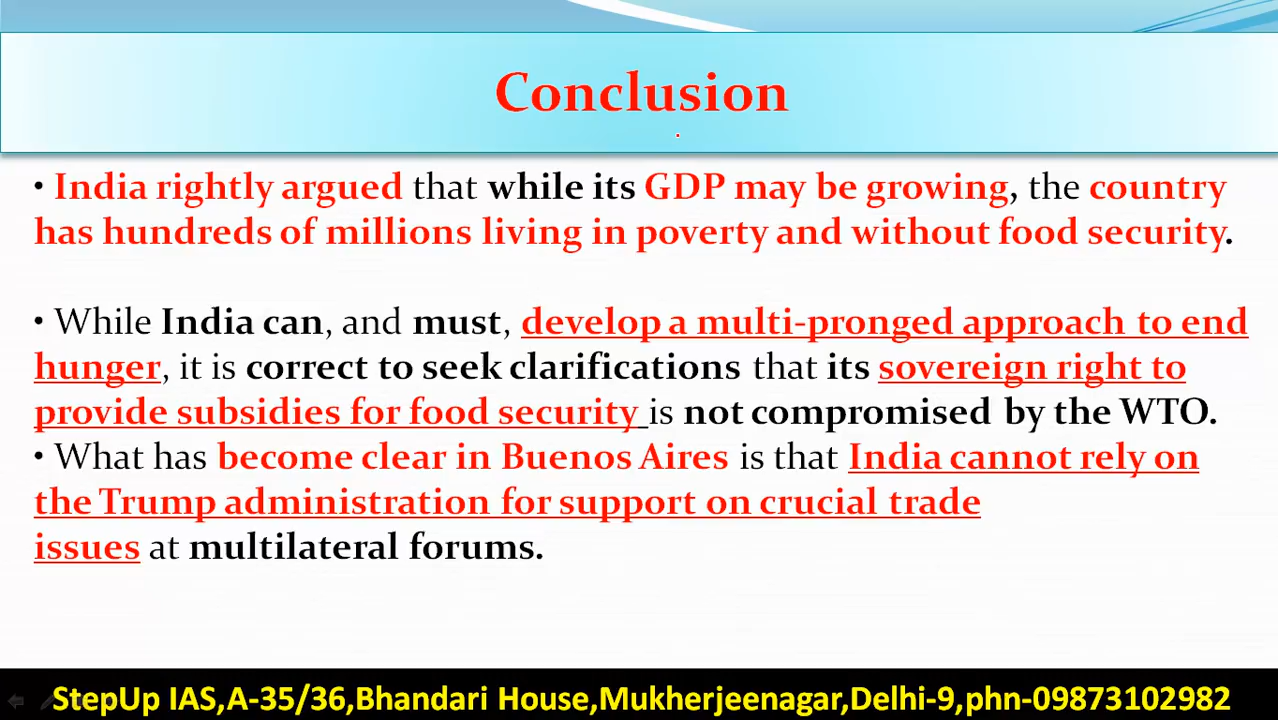 Conclusion
• India rightly argued that while its GDP may be growing, the country
has hundreds of millions living in poverty and without food security.
• While India can, and must, develop a multi-pronged approach to end
hunger, it is correct to seek clarifications that its sovereign right to
provide subsidies for food security is not compromised by the WTO.
• What has become clear in Buenos Aires is that India cannot rely on
the Trump administration for support on crucial trade
issues at multilateral forums.
StepUp IAS,A-35/36,Bhandari House,Mukherjeenagar,Delhi-9,phn-09873102982